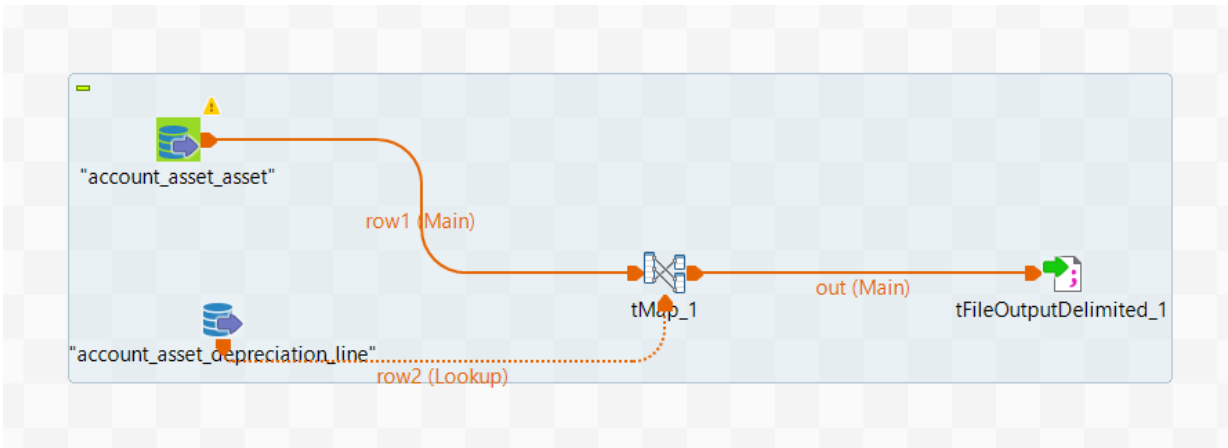 "account_asset_asset"
row1 (Main)
out (Main)
tMap_1
tFileOutputDelimited_1
"account_asset_depreciation_line"
row2 (Lookup)